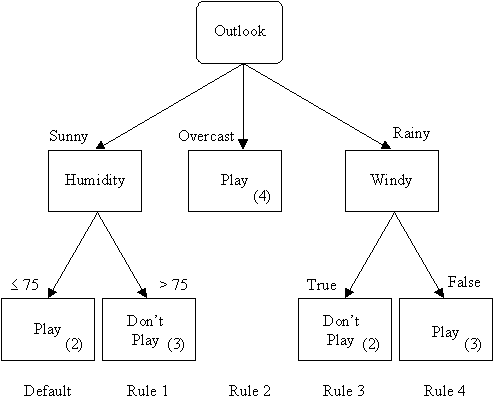 Outlook
Sunny
Overcast
Rainy
Humidity
Play
(4)
Windy
≤ 75
> 75
True
False
Play
(2)
Don't
Play (3)
Don't
Play (2)
Play
(3)
Default
Rule 1
Rule 2
Rule 3
Rule 4